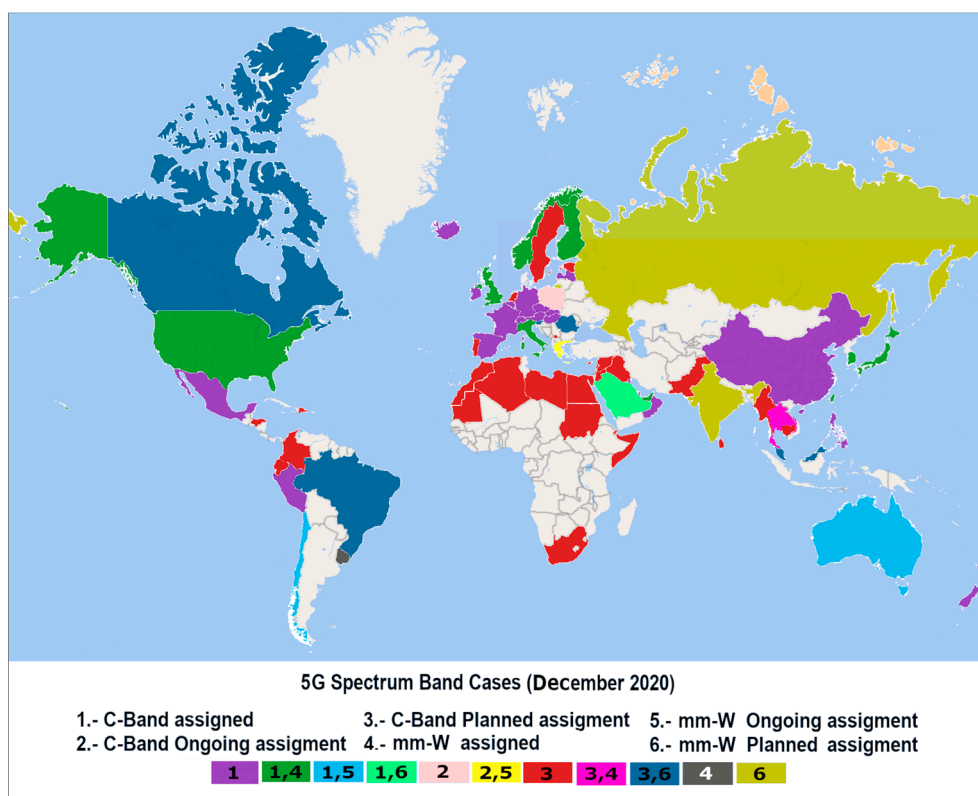 5G Spectrum Band Cases (December 2020)
1.- C-Band assigned 3.- C-Band Planned assigment 5.- mm-W Ongoing assigment
2.- C-Band Ongoing assigment 4.- mm-W assigned 6.- mm-W Planned assigment
1 1,4 1,5 1,6 2 2,5 3 3,4 3,6 4 6